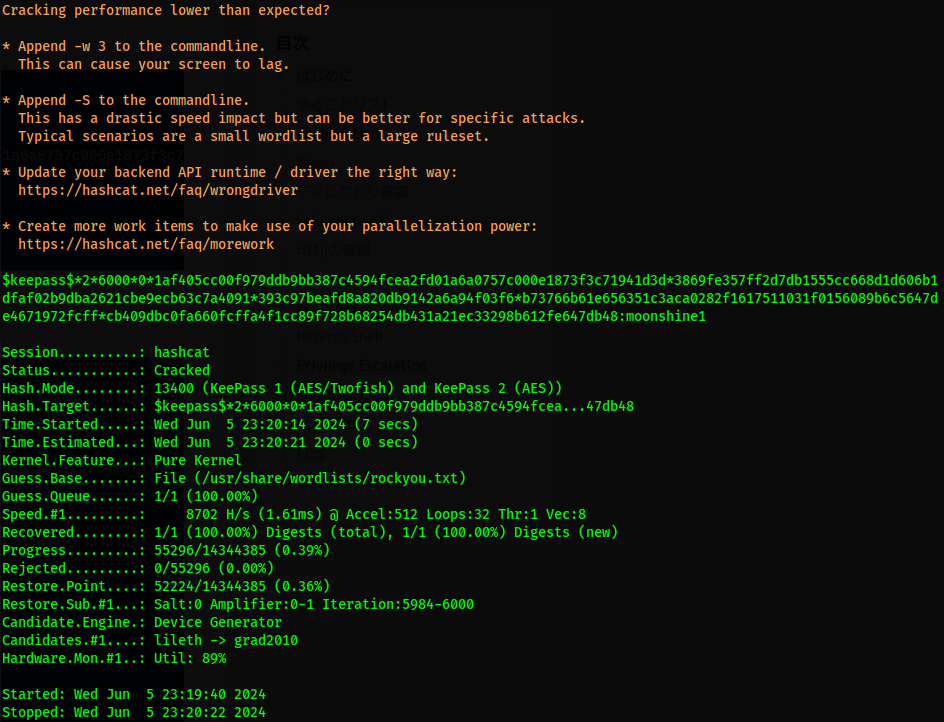 Cracking performance lower than expected?
* Append -w 3 to the commandline.
This can cause your screen to lag.
* Append -S to the commandline.
This has a drastic speed impact but can be better for specific attacks.
Typical scenarios are a small wordlist but a large ruleset.
* Update your backend API runtime / driver the right way:
https://hashcat.net/faq/wrongdriver
* Create more work items to make use of your parallelization power:
https://hashcat.net/faq/morework
$keepass$*2*6000*0*1af405cc00f979ddb9bb387c4594fcea2fd01a6a0757c000e1873f3c71941d3d*3869fe357ff2d7db1555cc668d1d606b1
dfaf02b9dba2621cbe9ecb63c7a4091*393c97beafd8a820db9142a6a94f03f6*b73766b61e656351c3aca0282f1617511031f0156089b6c5647d
e4671972fcff*cb409dbc0fa660fcffa4f1cc89f728b68254db431a21ec33298b612fe647db48:moonshine1
Session..........: hashcat
Status...........: Cracked
Hash.Mode........: 13400 (KeePass 1 (AES/Twofish) and KeePass 2 (AES))
Hash.Target......: $keepass$*2*6000*0*1af405cc00f979ddb9bb387c4594fcea...47db48
Time.Started.....: Wed Jun  5 23:20:14 2024 (7 secs)
Time.Estimated...: Wed Jun  5 23:20:21 2024 (0 secs)
Kernel.Feature...: Pure Kernel
Guess.Base.......: File (/usr/share/wordlists/rockyou.txt)
Guess.Queue......: 1/1 (100.00%)
Speed.#1.........:     8702 H/s (1.61ms) @ Accel:512 Loops:32 Thr:1 Vec:8
Recovered........: 1/1 (100.00%) Digests (total), 1/1 (100.00%) Digests (new)
Progress.........: 55296/14344385 (0.39%)
Rejected.........: 0/55296 (0.00%)
Restore.Point....: 52224/14344385 (0.36%)
Restore.Sub.#1...: Salt:0 Amplifier:0-1 Iteration:5984-6000
Candidate.Engine.: Device Generator
Candidates.#1....: lileth -> grad2010
Hardware.Mon.#1..: Util: 89%
Started: Wed Jun  5 23:19:40 2024
Stopped: Wed Jun  5 23:20:22 2024
目次
はじめに
Reverse Shell
Privilege Escalation